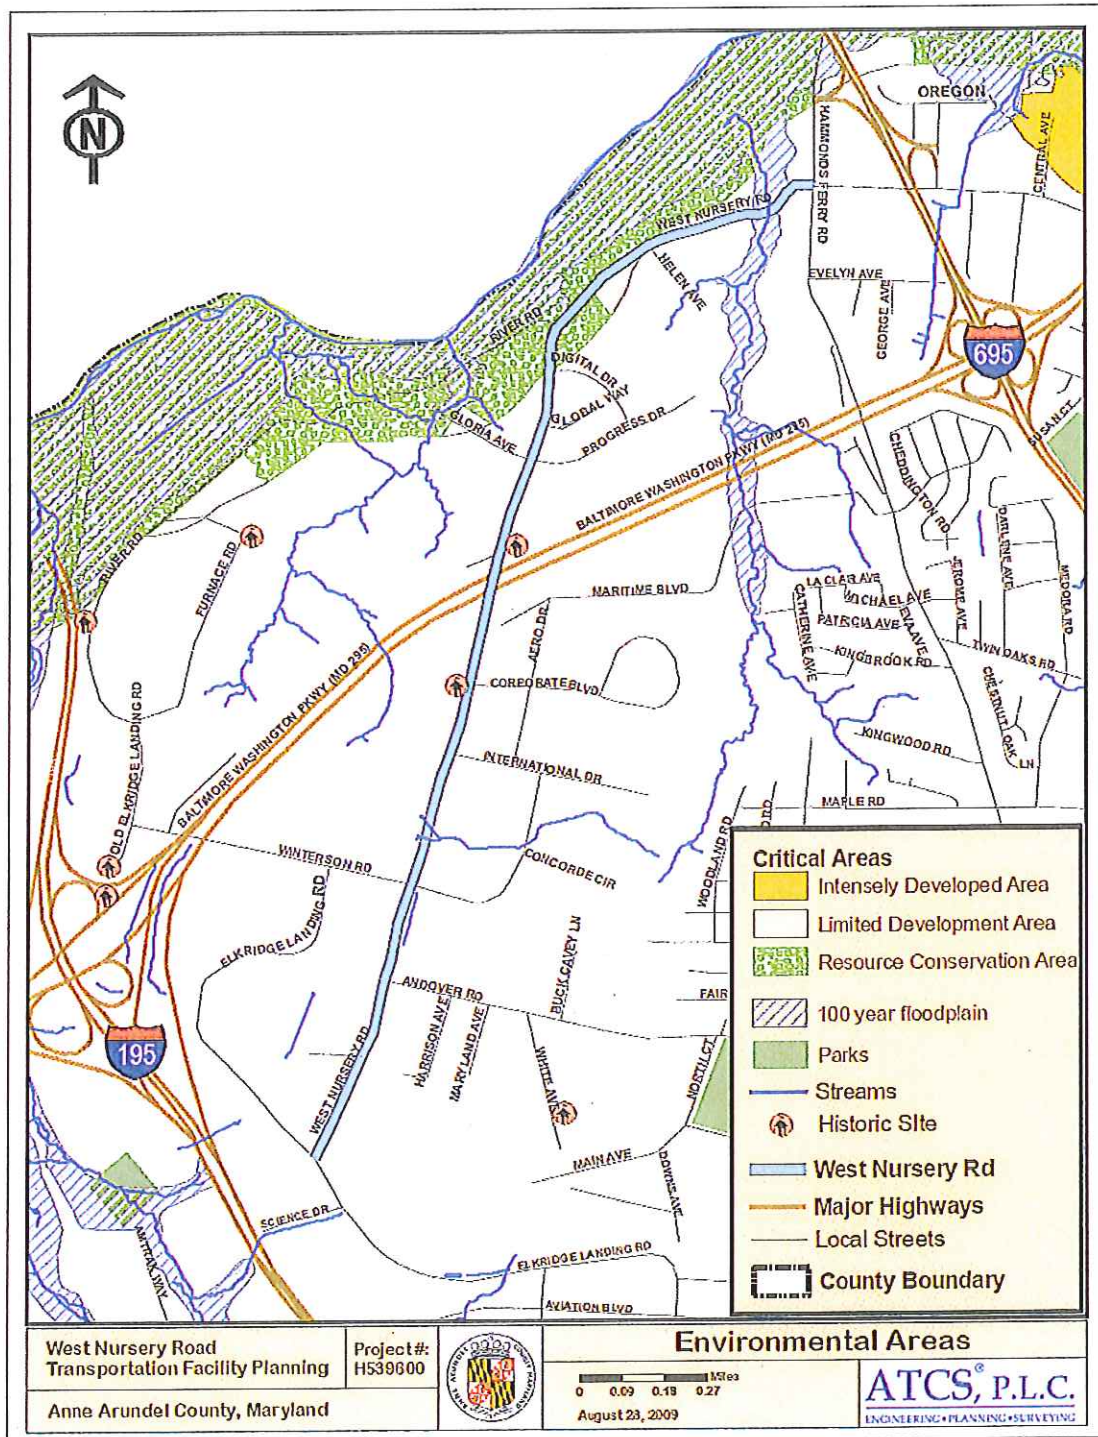 N
OREGON
CENTRAL AVE
HAMMONDS FERRY RD
WEST NURSERY RD
HELEN AVE
EVELYN AVE
GEORGE AVE
695
SUSAN CT
RIVER RD
DIGITAL DR
GLOBAL WAY
PROGRESS DR
GLORIA AVE
BALTIMORE WASHINGTON PKWY (MD 295)
CHEDDINGTON RD
DARLENE AVE
JEROME AVE
MEDORA RD
RIVER RD
FURNACE RD
MARITIME BLVD
LA CLAIR AVE
MICHAEL AVE
CATHERINE AVE
PATRICIA AVE
EVA AVE
KINGBROOK RD
TWIN OAKS RD
AERO DR
CORPORATE BLVD
CHESTNUT OAK LN
OLD ELKRIDGE LANDING RD
BALTIMORE WASHINGTON PKWY (MD 295)
INTERNATIONAL DR
KINGWOOD RD
MAPLE RD
WINTERSON RD
CONCORDE CIR
WOODLAND RD
D RD
ELKRIDGE LANDING RD
BUCK CAVEY LN
ANDOVER RD
FAIR
HARRISON AVE
MARYLAND AVE
WHITE AVE
NORTH CT
195
WEST NURSERY RD
MAIN AVE
DOWNS AVE
SCIENCE DR
AMTRAX WAY
ELKRIDGE LANDING RD
AVIATION BLVD
Critical Areas
Intensely Developed Area
Limited Development Area
Resource Conservation Area
100 year floodplain
Parks
Streams
Historic Site
West Nursery Rd
Major Highways
Local Streets
County Boundary
West Nursery Road
Transportation Facility Planning
Project#:
H539600
Anne Arundel County, Maryland
Environmental Areas
Miles
0 0.09 0.18 0.27
August 23, 2009
ATCS, P.L.C.
ENGINEERING • PLANNING • SURVEYING